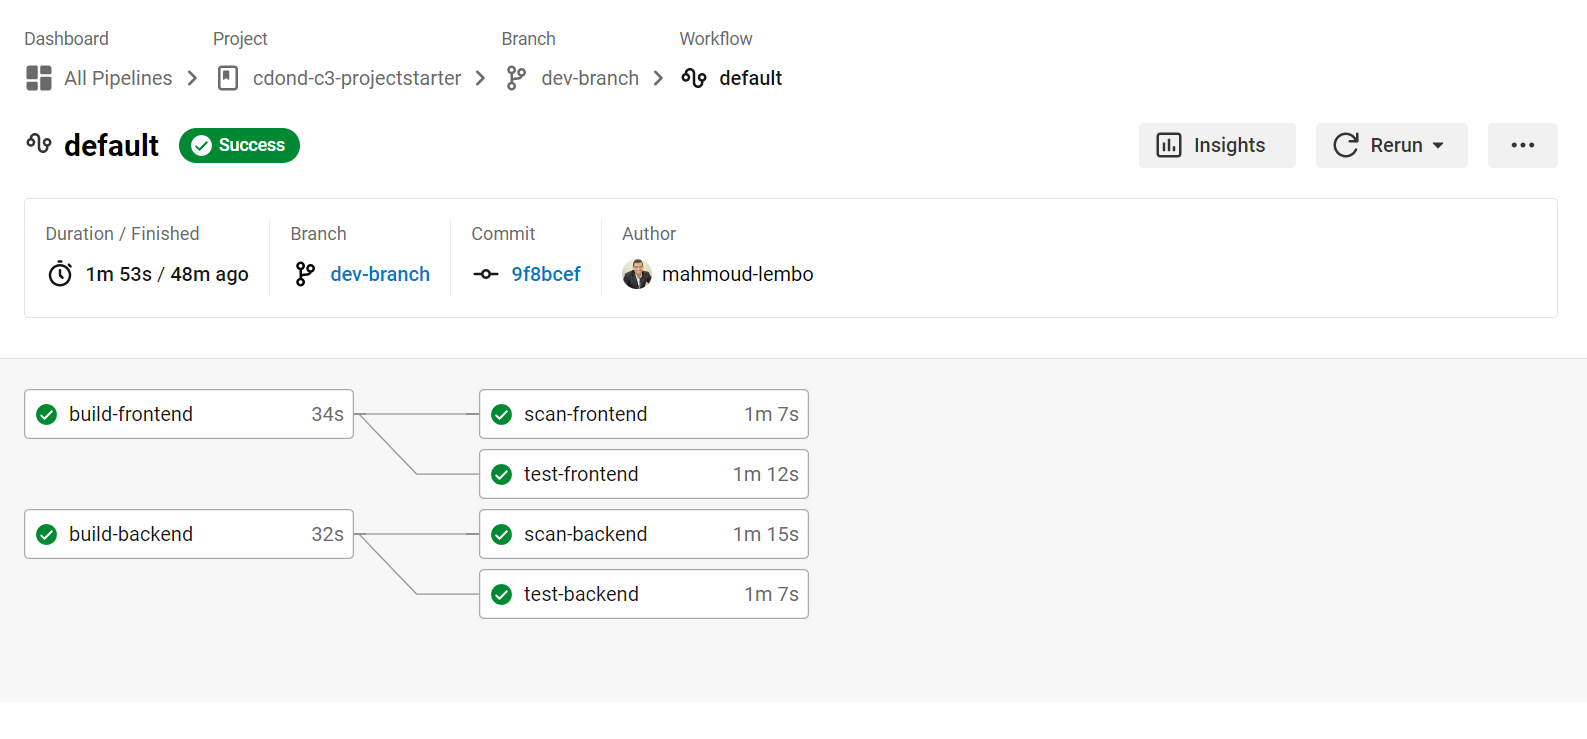 Dashboard Project Branch Workflow
All Pipelines cdond-c3-projectstarter dev-branch default
default Success Insights Rerun
Duration / Finished Branch Commit Author
1m 53s / 48m ago dev-branch 9f8bcef mahmoud-lembo
build-frontend 34s scan-frontend 1m 7s
test-frontend 1m 12s
build-backend 32s scan-backend 1m 15s
test-backend 1m 7s